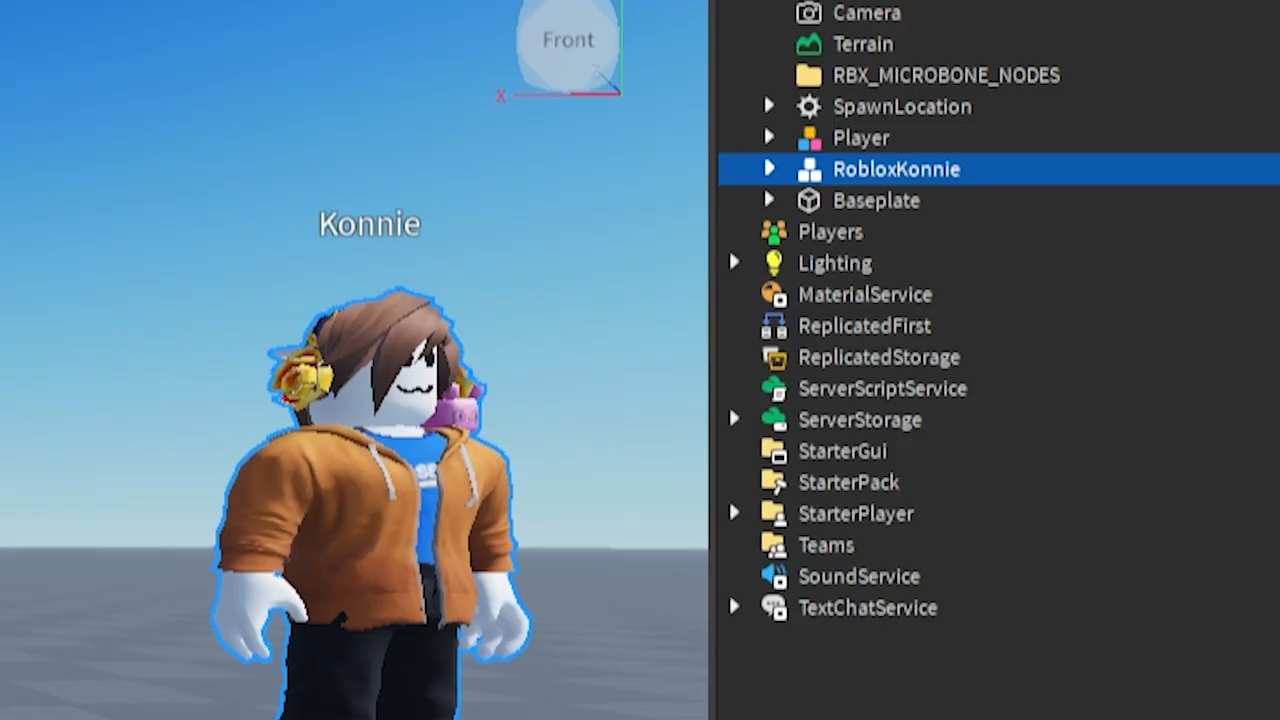 Front
Z
X
Konnie
Camera
Terrain
RBX_MICROBONE_NODES
SpawnLocation
Player
RobloxKonnie
Baseplate
Players
Lighting
MaterialService
ReplicatedFirst
ReplicatedStorage
ServerScriptService
ServerStorage
StarterGui
StarterPack
StarterPlayer
Teams
SoundService
TextChatService